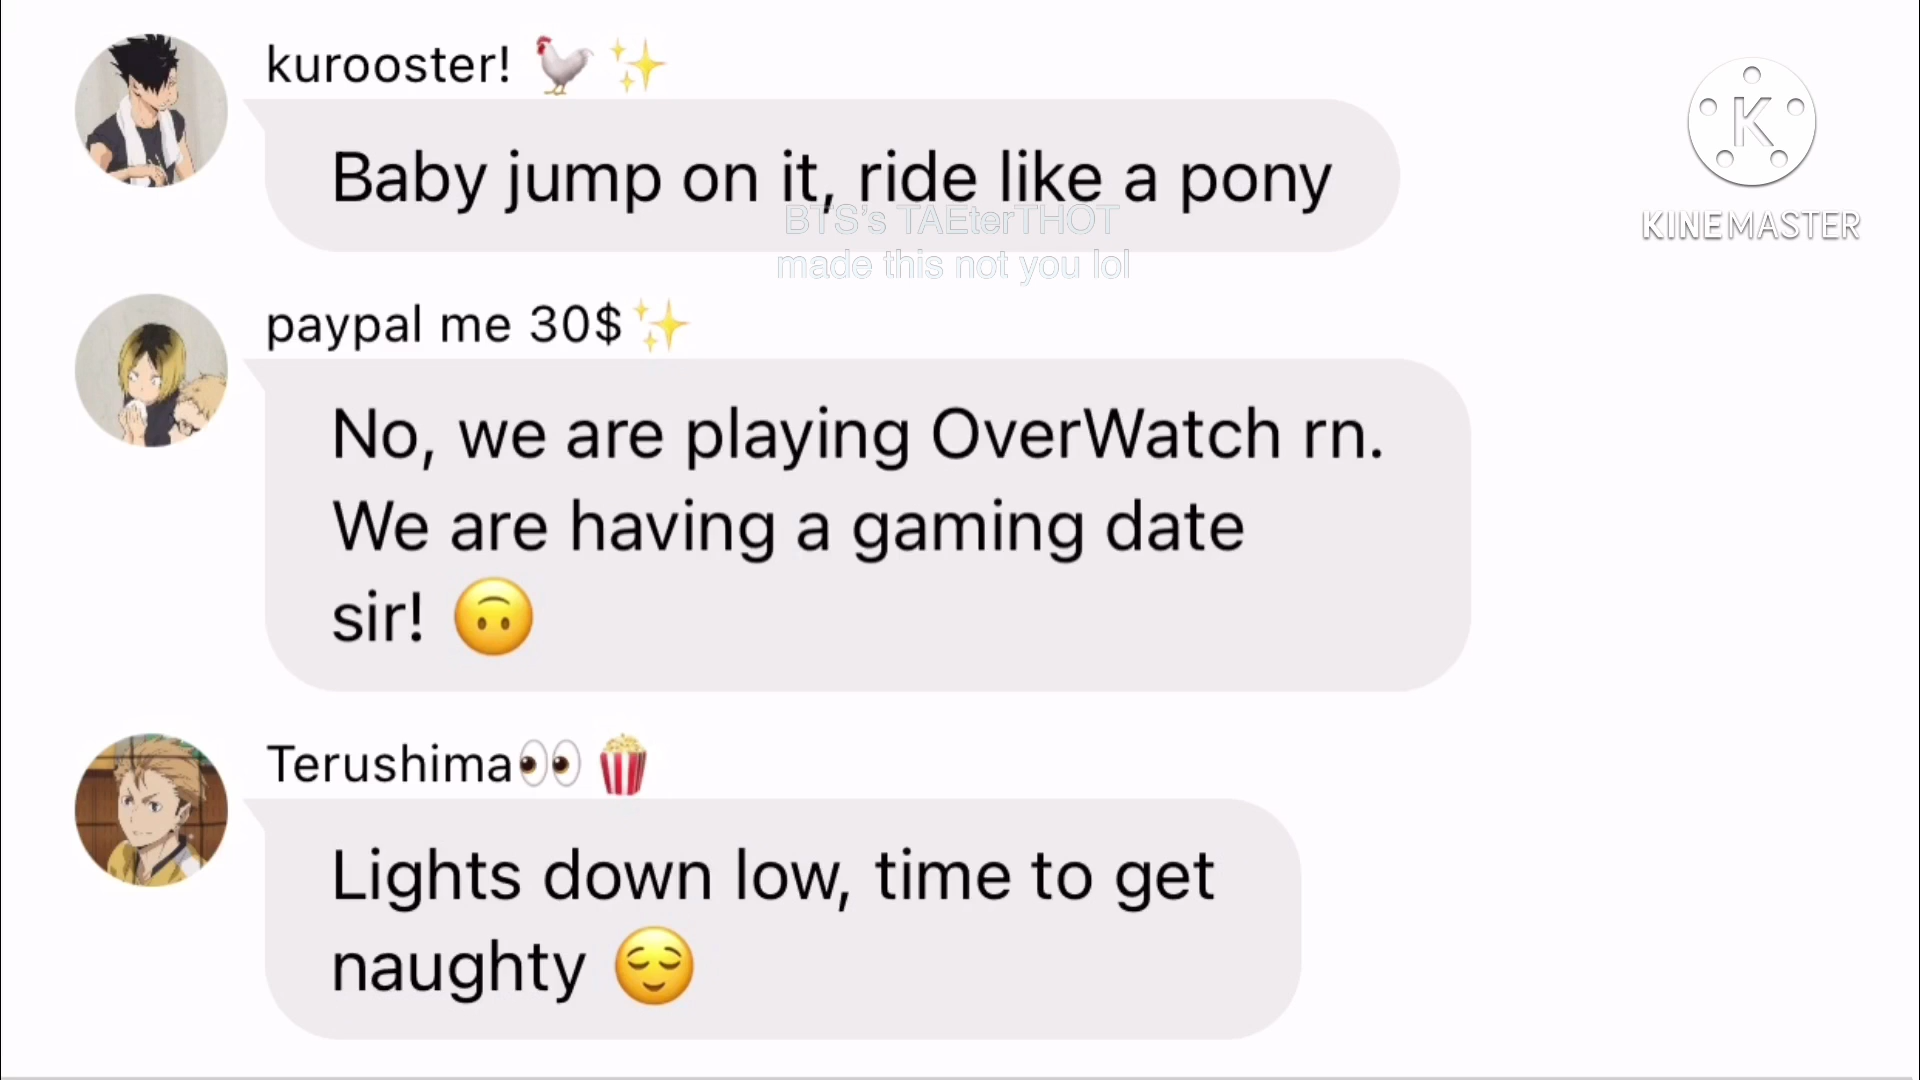 kurooster! 🐓✨
Baby jump on it, ride like a pony
BTS's TAEterTHOT
made this not you lol
K
KINEMASTER
paypal me 30$✨
No, we are playing OverWatch rn.
We are having a gaming date
sir! 🙃
Terushima👀🍿
Lights down low, time to get
naughty 😌